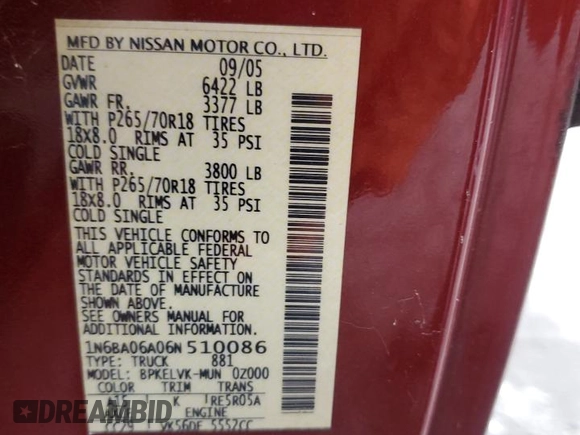 MFD BY NISSAN MOTOR CO., LTD.
DATE 09/05
GVWR 6422 LB
GAWR FR. 3377 LB
WITH P265/70R18 TIRES
18x8.0 RIMS AT 35 PSI
COLD SINGLE
GAWR RR. 3800 LB
WITH P265/70R18 TIRES
18x8.0 RIMS AT 35 PSI
COLD SINGLE
THIS VEHICLE CONFORMS TO
ALL APPLICABLE FEDERAL
MOTOR VEHICLE SAFETY
STANDARDS IN EFFECT ON
THE DATE OF MANUFACTURE
SHOWN ABOVE.
SEE OWNERS MANUAL FOR
ADDITIONAL INFORMATION
1N6BA06A06N510086
TYPE: TRUCK 881
MODEL: BPKELVK-MUN 0Z000
COLOR TRIM TRANS
K RE5R05A
ENGINE
VK56DE 5552CC
DREAMBID